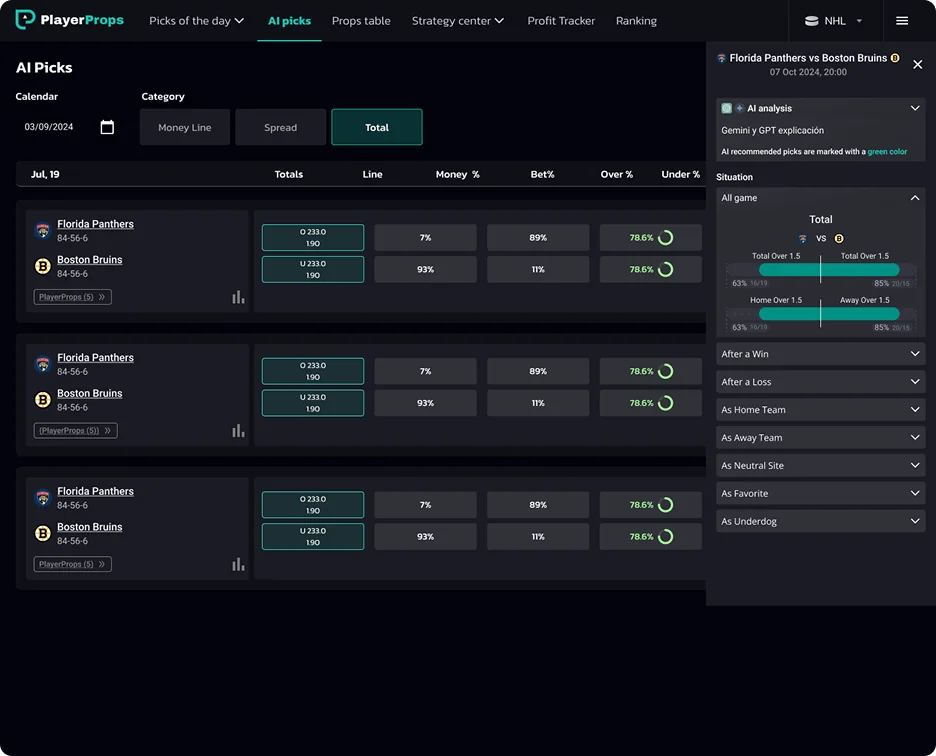 PlayerProps
Picks of the day
AI picks
Props table
Strategy center
Profit Tracker
Ranking
NHL
AI Picks
Calendar
Category
03/09/2024
Money Line
Spread
Total
Jul, 19
Totals
Line
Money %
Bet%
Over %
Under %
Florida Panthers
84-56-6
Boston Bruins
84-56-6
PlayerProps (5) »
O 233.0
1.90
7%
89%
78.6%
U 233.0
1.90
93%
11%
78.6%
Florida Panthers
84-56-6
Boston Bruins
84-56-6
(PlayerProps (5)) »
O 233.0
1.90
7%
89%
78.6%
U 233.0
1.90
93%
11%
78.6%
Florida Panthers
84-56-6
Boston Bruins
84-56-6
PlayerProps (5) »
O 233.0
1.90
7%
89%
78.6%
U 233.0
1.90
93%
11%
78.6%
Florida Panthers vs Boston Bruins
07 Oct 2024, 20:00
AI analysis
Gemini y GPT explicación
AI recommended picks are marked with a green color
Situation
All game
Total
VS
Total Over 1.5 Total Over 1.5
63% 16/19 85% 20/15
Home Over 1.5 Away Over 1.5
63% 16/19 85% 20/15
After a Win
After a Loss
As Home Team
As Away Team
As Neutral Site
As Favorite
As Underdog